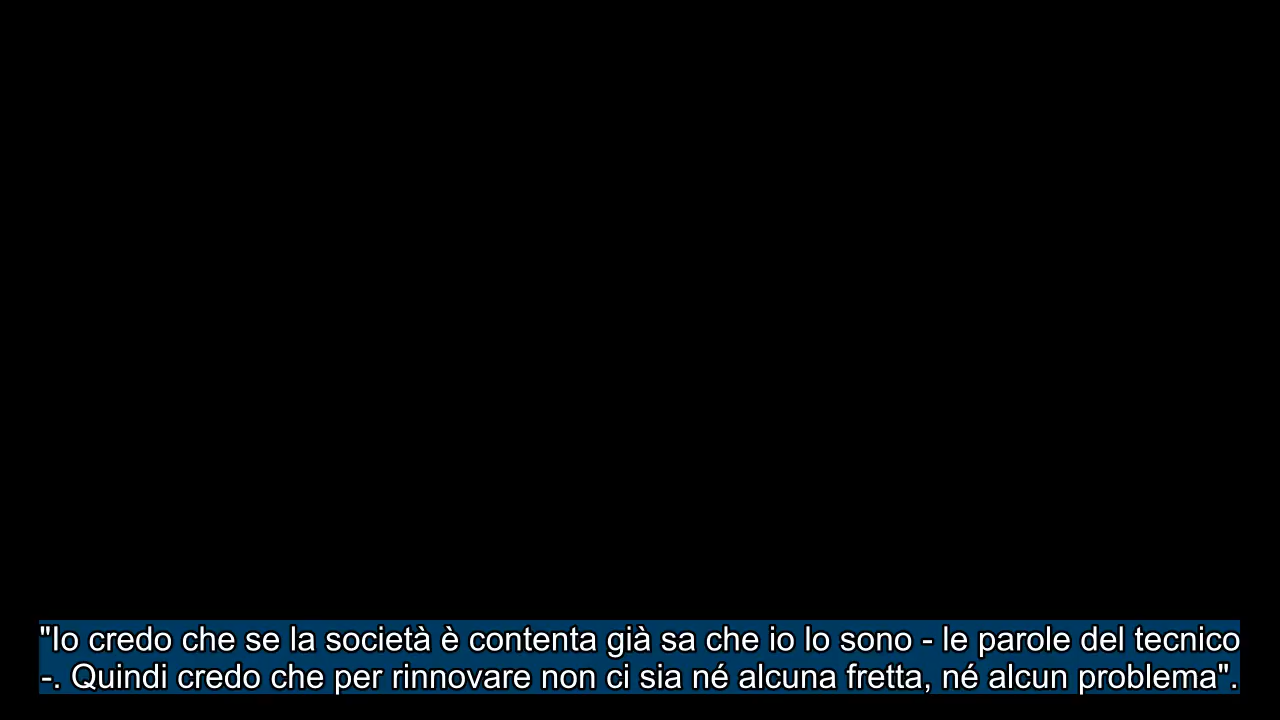 "Io credo che se la società è contenta già sa che io lo sono - le parole del tecnico
-. Quindi credo che per rinnovare non ci sia né alcuna fretta, né alcun problema".